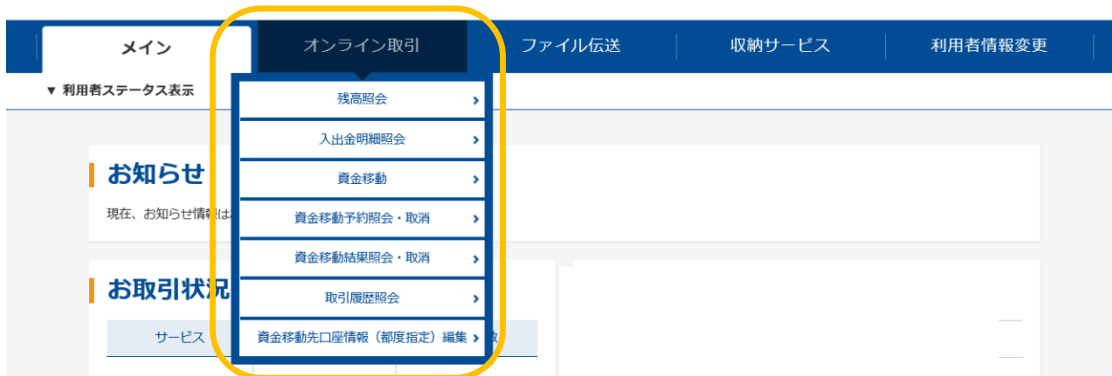 メイン オンライン取引 ファイル伝送 収納サービス 利用者情報変更
▼ 利用者ステータス表示
残高照会
入出金明細照会
お知らせ
資金移動
現在、お知らせ情報は
資金移動予約照会・取消
資金移動結果照会・取消
お取引状況
取引履歴照会
サービス
資金移動先口座情報（都度指定）編集